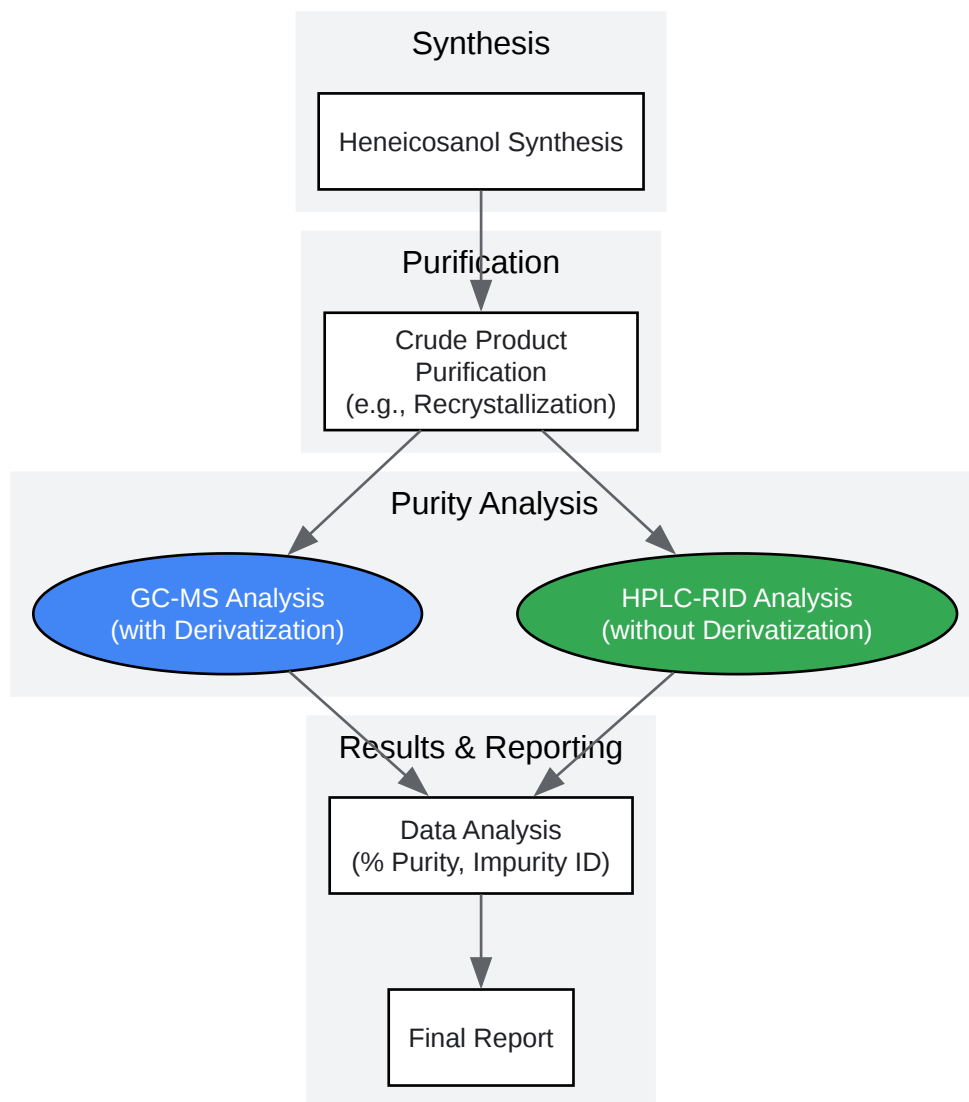 Synthesis
Heneicosanol Synthesis
Purification
Crude Product
Purification
(e.g., Recrystallization)
Purity Analysis
GC-MS Analysis
(with Derivatization)
HPLC-RID Analysis
(without Derivatization)
Results & Reporting
Data Analysis
(% Purity, Impurity ID)
Final Report